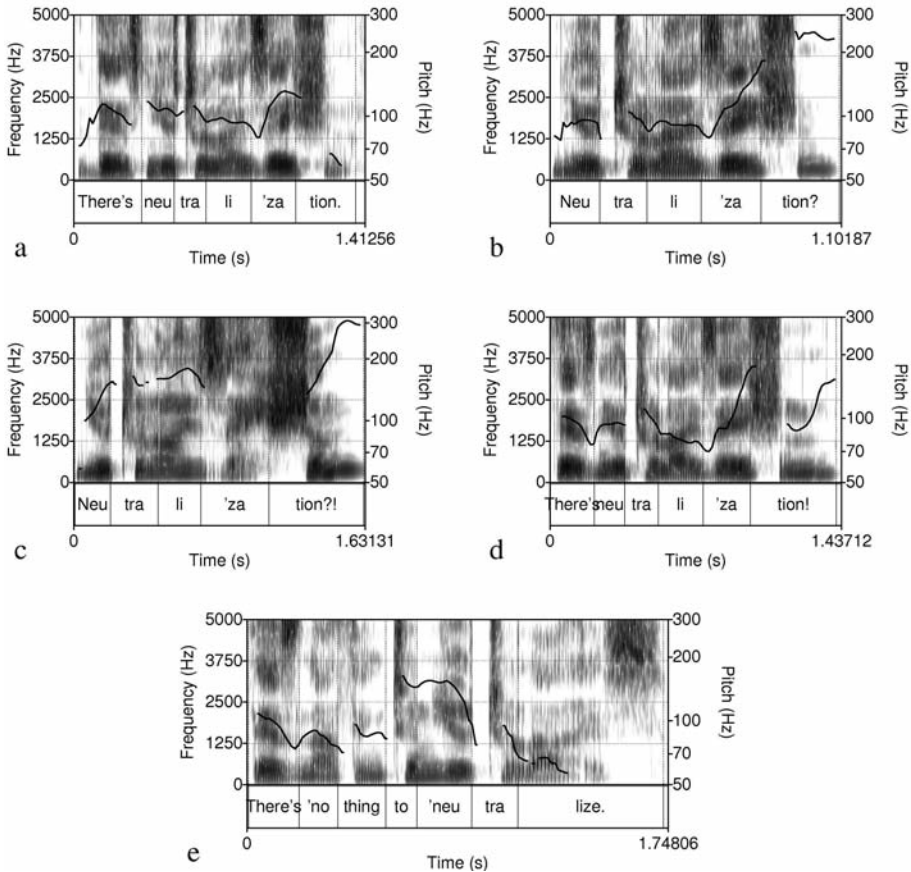 5000 300
3750 200
2500 100
1250 70
0 50
Frequency (Hz)
Pitch (Hz)
There's neu tra li 'za tion.
0 1.41256
Time (s)
a
5000 300
3750 200
2500 100
1250 70
0 50
Frequency (Hz)
Pitch (Hz)
Neu tra li 'za tion?
0 1.10187
Time (s)
b
5000 300
3750 200
2500 100
1250 70
0 50
Frequency (Hz)
Pitch (Hz)
Neu tra li 'za tion?!
0 1.63131
Time (s)
c
5000 300
3750 200
2500 100
1250 70
0 50
Frequency (Hz)
Pitch (Hz)
There's neu tra li 'za tion!
0 1.43712
Time (s)
d
5000 300
3750 200
2500 100
1250 70
0 50
Frequency (Hz)
Pitch (Hz)
There's 'no thing to 'neu tra lize.
0 1.74806
Time (s)
e